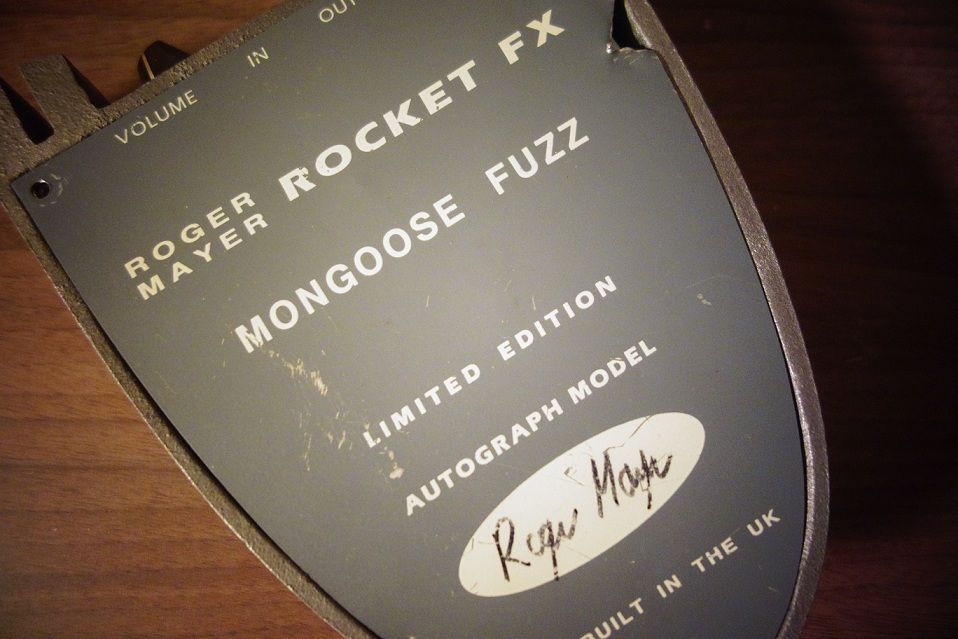 VOLUME IN OUT
ROGER MAYER ROCKET FX
MONGOOSE FUZZ
LIMITED EDITION
AUTOGRAPH MODEL
Roger Mayer
BUILT IN THE UK